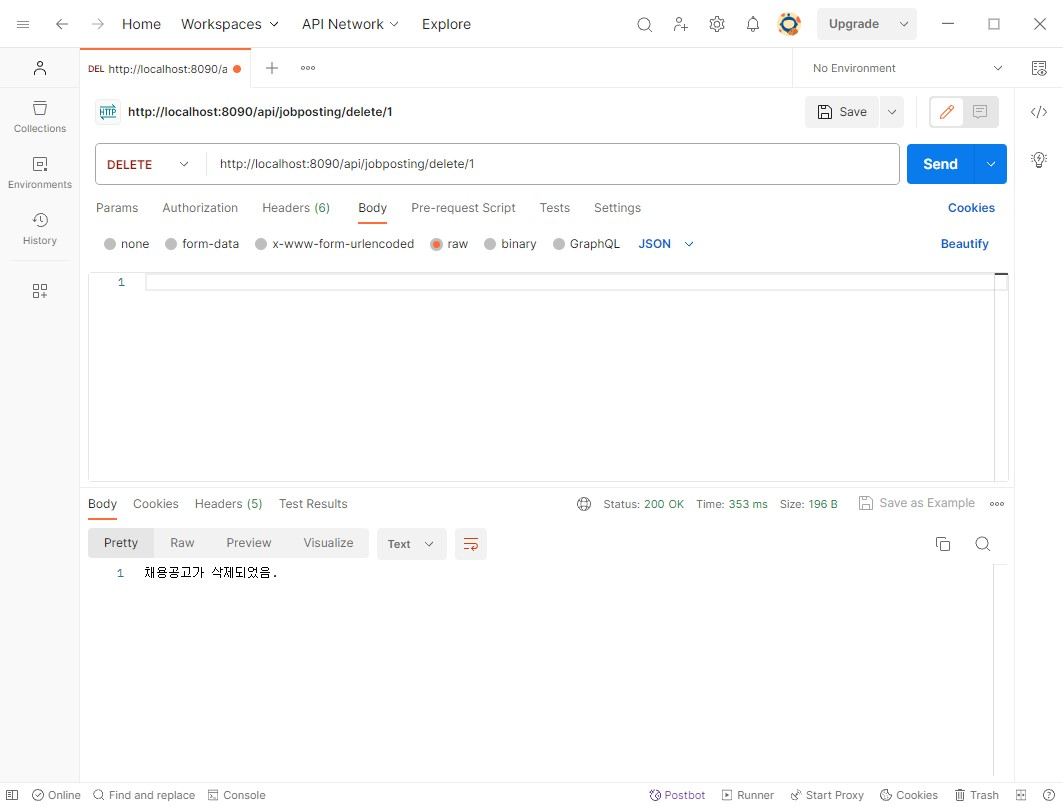 Home Workspaces API Network Explore Upgrade
DEL http://localhost:8090/a No Environment
HTTP http://localhost:8090/api/jobposting/delete/1 Save
Collections
Environments
History
DELETE http://localhost:8090/api/jobposting/delete/1 Send
Params Authorization Headers (6) Body Pre-request Script Tests Settings Cookies
none form-data x-www-form-urlencoded raw binary GraphQL JSON Beautify
1
Body Cookies Headers (5) Test Results Status: 200 OK Time: 353 ms Size: 196 B Save as Example
Pretty Raw Preview Visualize Text
1 채용공고가 삭제되었음.
Online Find and replace Console Postbot Runner Start Proxy Cookies Trash